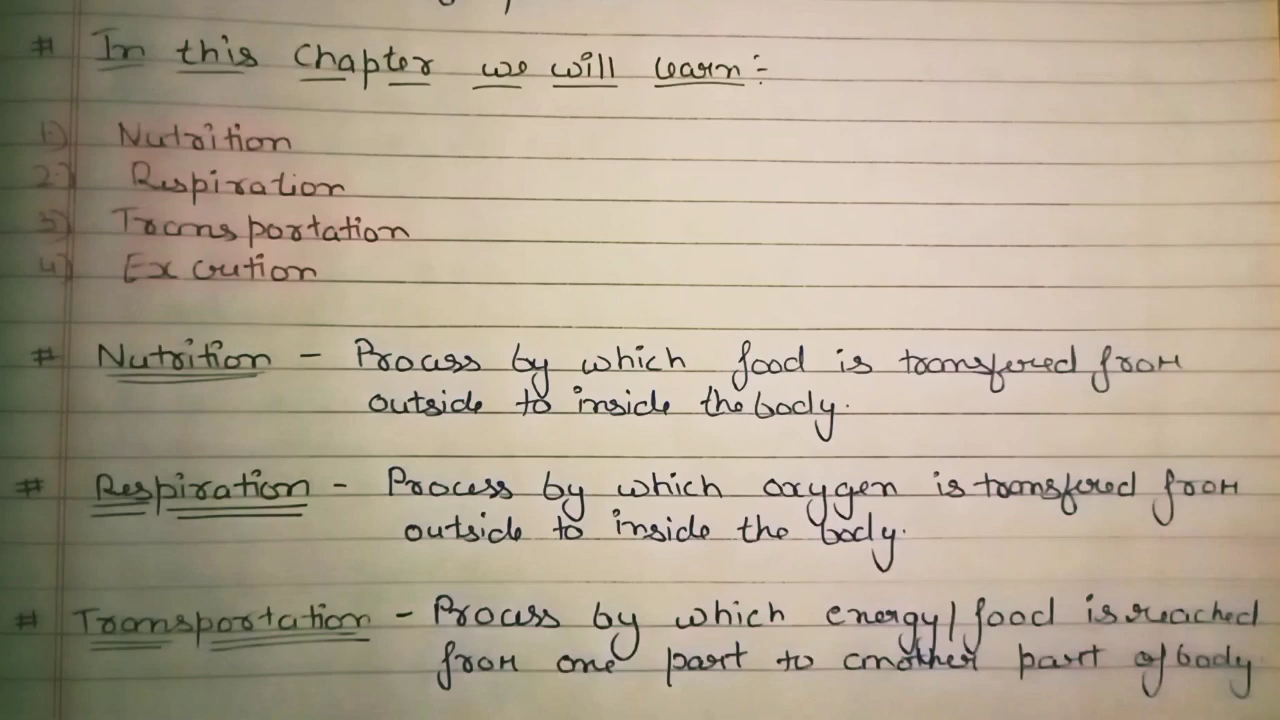 # In this chapter we will learn :-
1) Nutrition
2) Respiration
3) Transportation
4) Excretion
# Nutrition - Process by which food is transfered from
outside to inside the body.
# Respiration - Process by which oxygen is transfered from
outside to inside the body.
# Transportation - Process by which energy/food is reached
from one part to another part of body